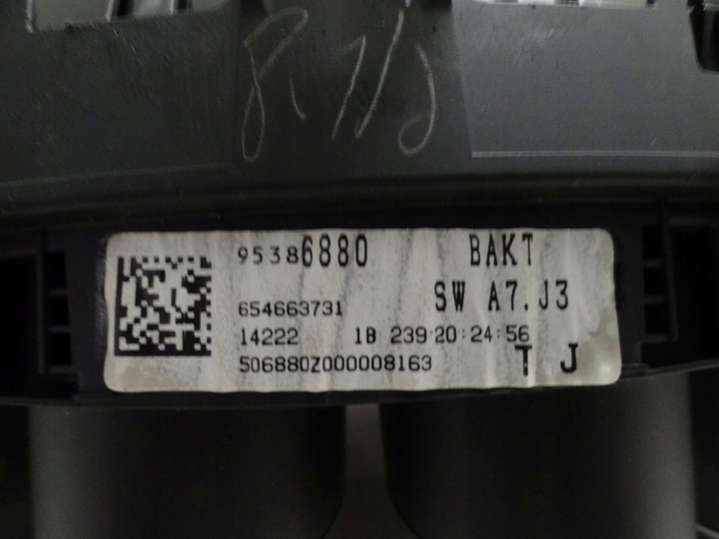 95386880 BAKT
654663731 SW A7.J3
14222 1B 239 20:24:56
506880Z000008163 T J